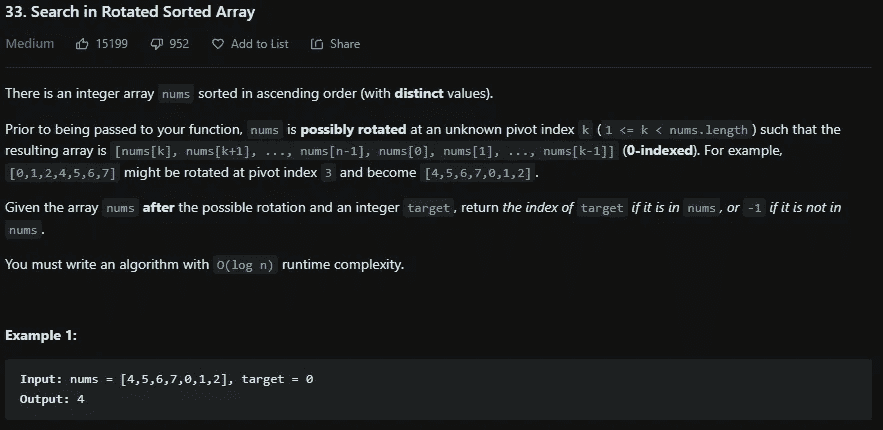 33. Search in Rotated Sorted Array
Medium 15199 952 Add to List Share
There is an integer array nums sorted in ascending order (with distinct values).
Prior to being passed to your function, nums is possibly rotated at an unknown pivot index k (1 <= k < nums.length) such that the
resulting array is [nums[k], nums[k+1], ..., nums[n-1], nums[0], nums[1], ..., nums[k-1]] (0-indexed). For example,
[0,1,2,4,5,6,7] might be rotated at pivot index 3 and become [4,5,6,7,0,1,2].
Given the array nums after the possible rotation and an integer target, return the index of target if it is in nums, or -1 if it is not in
nums.
You must write an algorithm with O(log n) runtime complexity.
Example 1:
Input: nums = [4,5,6,7,0,1,2], target = 0
Output: 4